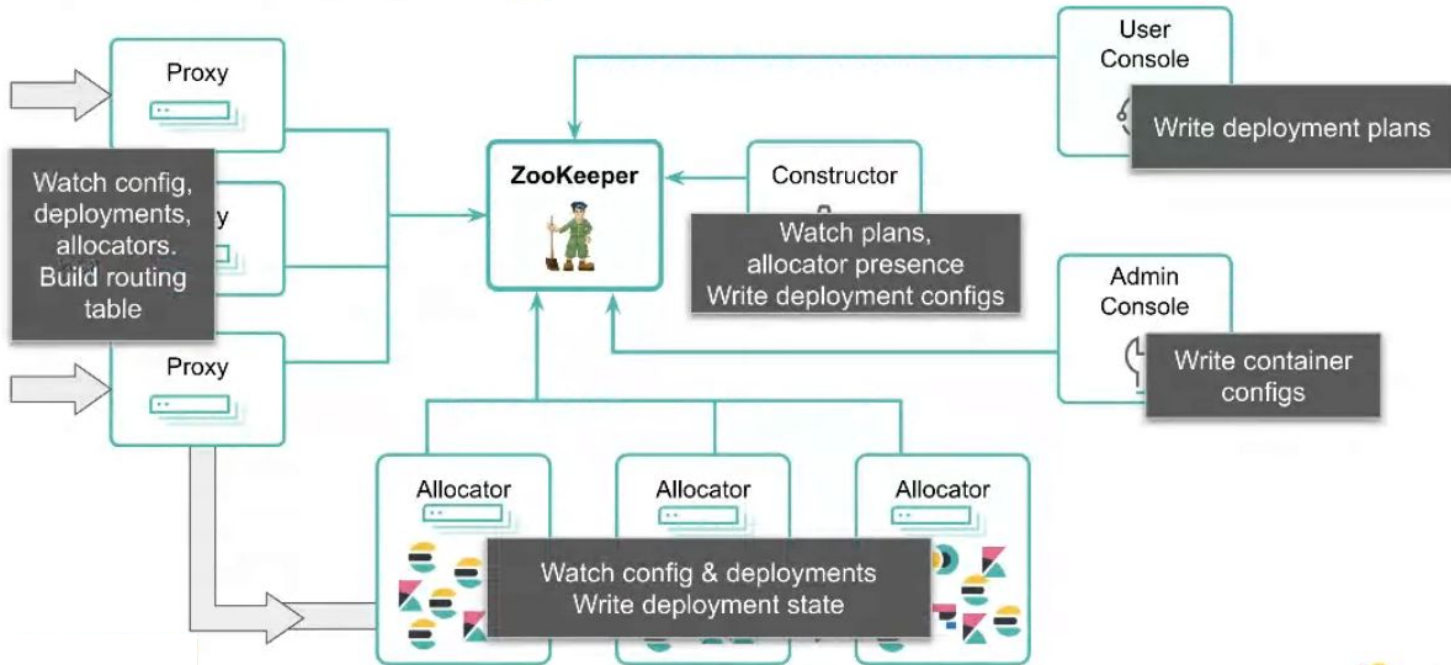 Proxy
Watch config,
deployments,
allocators.
Build routing
table
y
Proxy
ZooKeeper
Constructor
Watch plans,
allocator presence
Write deployment configs
User
Console
Write deployment plans
Admin
Console
Write container
configs
Allocator
Allocator
Allocator
Watch config & deployments
Write deployment state